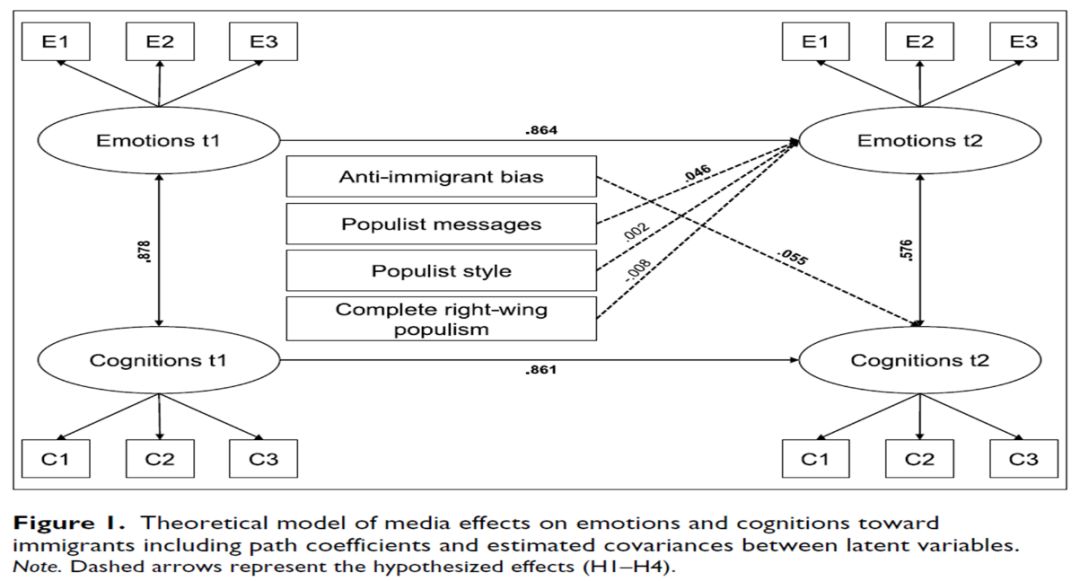 E1 E2 E3 E1 E2 E3
Emotions t1 .864 Emotions t2
Anti-immigrant bias
.046
Populist messages
.002
.878 .055 .576
Populist style
-.008
Complete right-wing
populism
Cognitions t1 .861 Cognitions t2
C1 C2 C3 C1 C2 C3
Figure 1. Theoretical model of media effects on emotions and cognitions toward
immigrants including path coefficients and estimated covariances between latent variables.
Note. Dashed arrows represent the hypothesized effects (H1–H4).